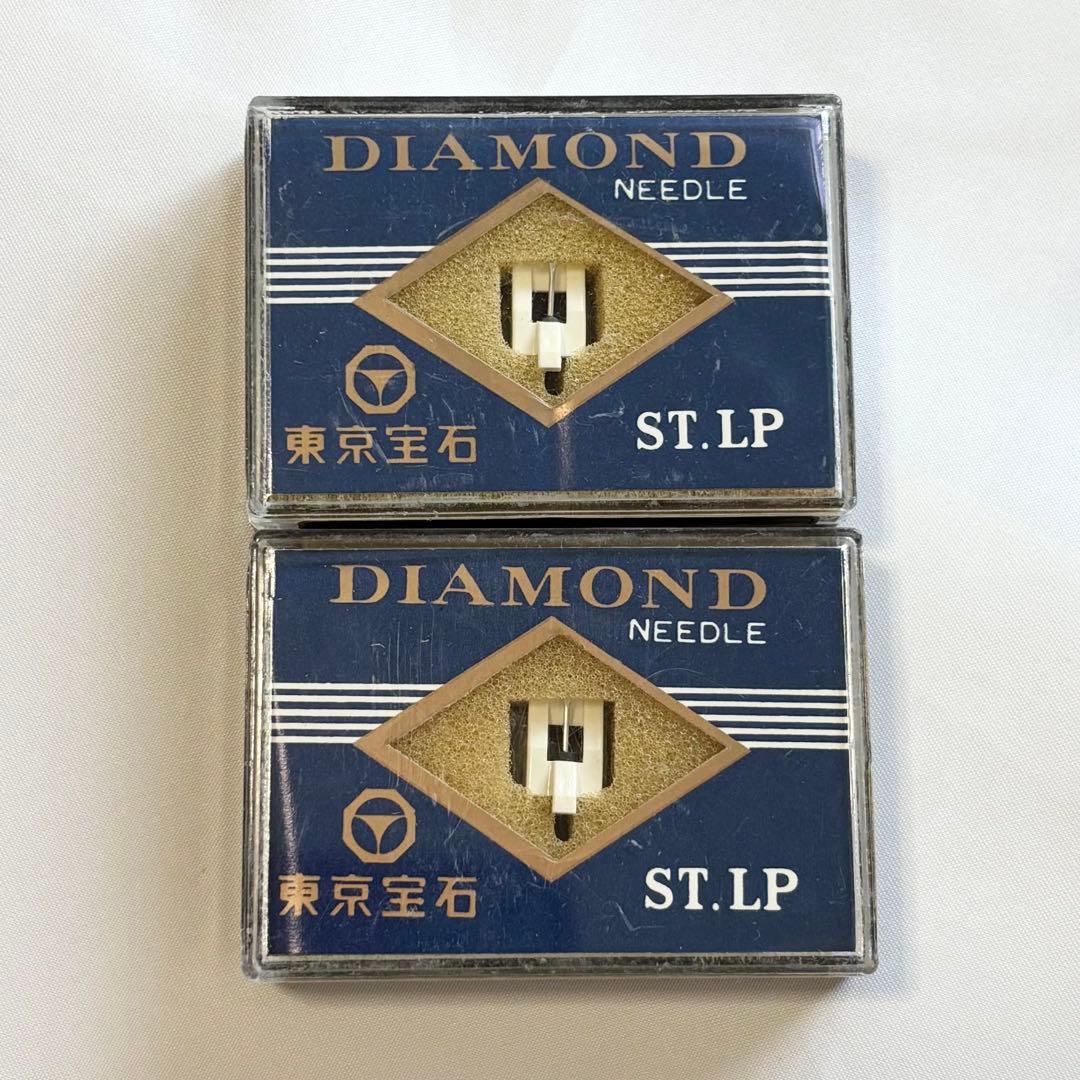 DIAMOND
NEEDLE
東京宝石
ST.LP
DIAMOND
NEEDLE
東京宝石
ST.LP